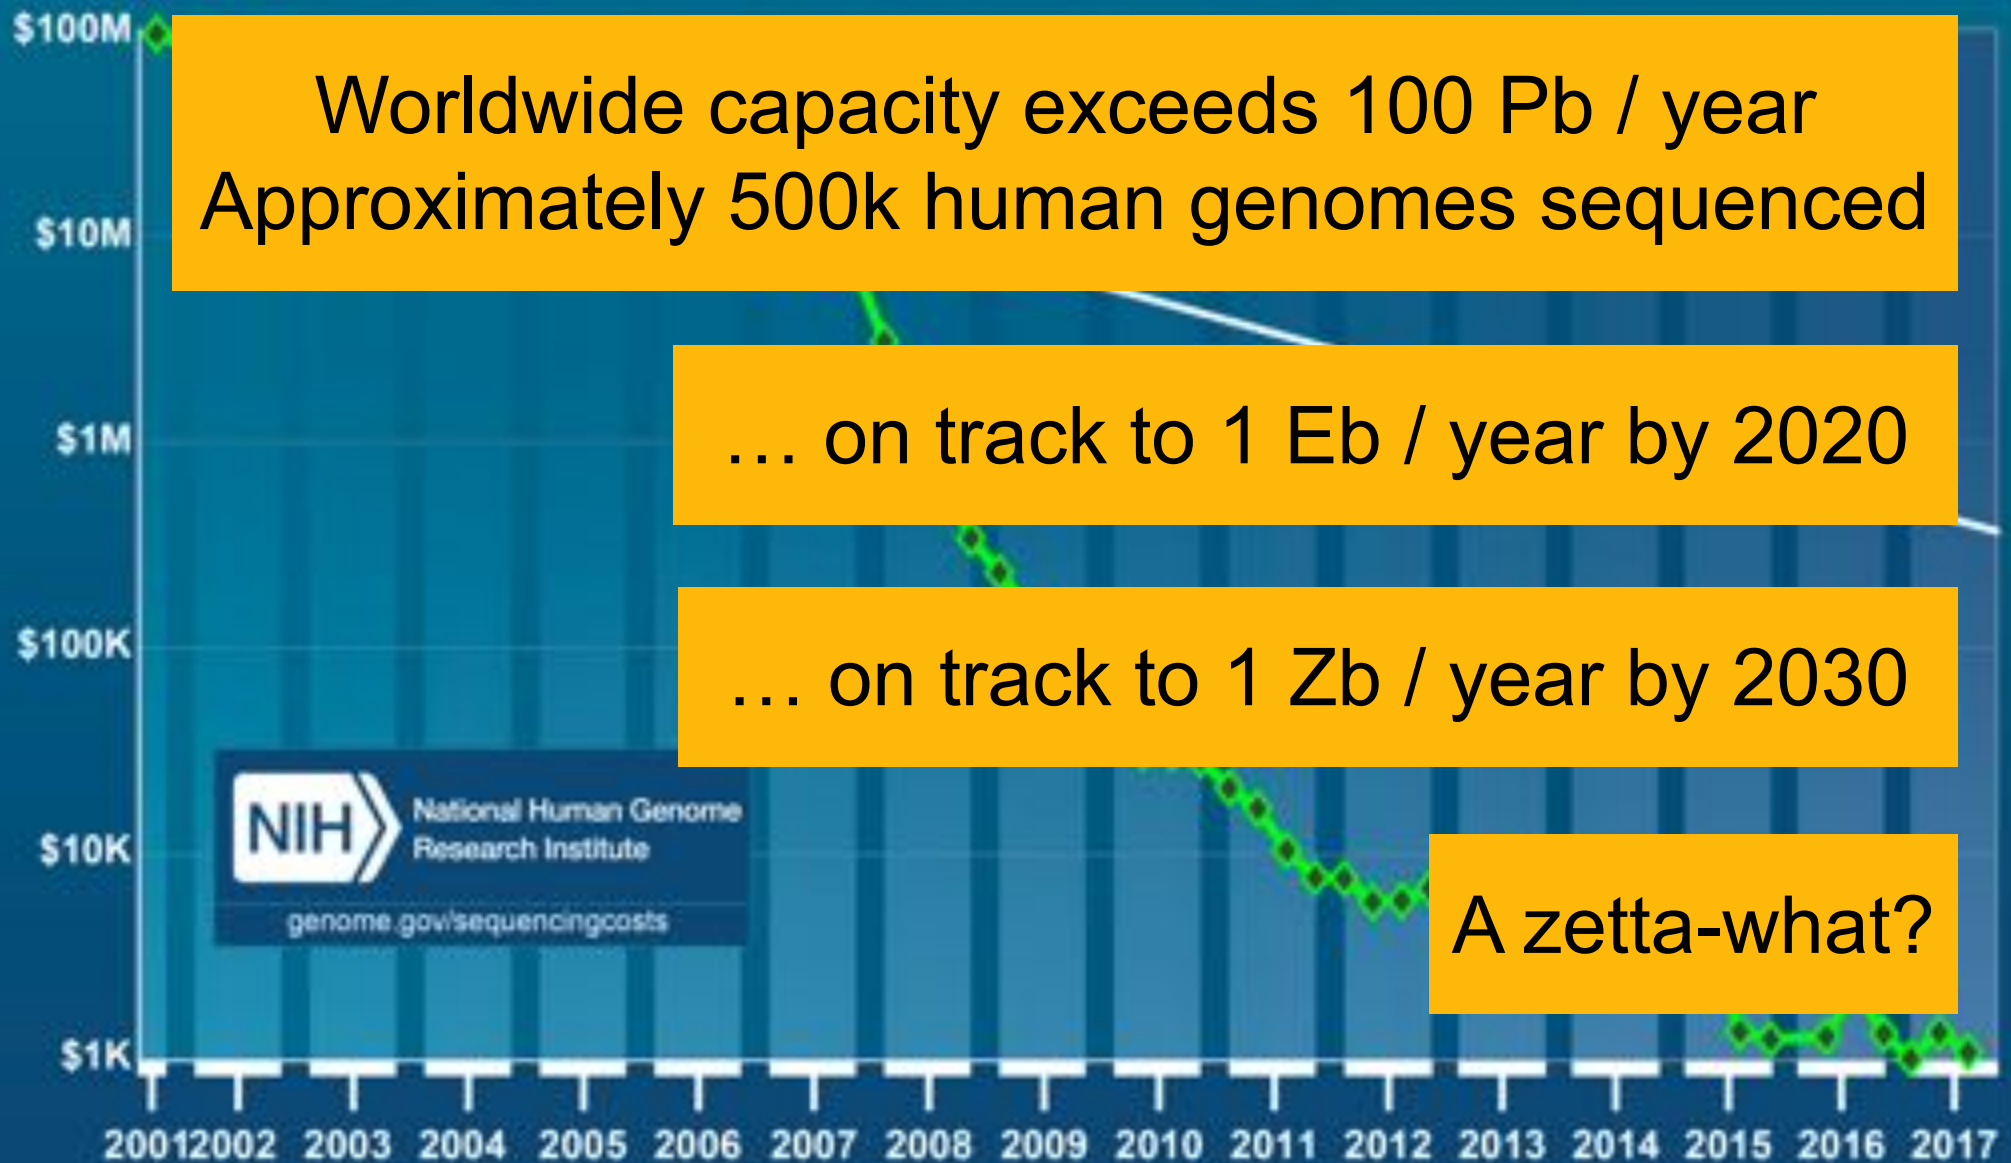 $100M
Worldwide capacity exceeds 100 Pb / year
Approximately 500k human genomes sequenced
$10M
… on track to 1 Eb / year by 2020
$1M
$100K
… on track to 1 Zb / year by 2030
NIH
National Human Genome
Research Institute
genome.gov/sequencingcosts
$10K
A zetta-what?
$1K
2001 2002 2003 2004 2005 2006 2007 2008 2009 2010 2011 2012 2013 2014 2015 2016 2017